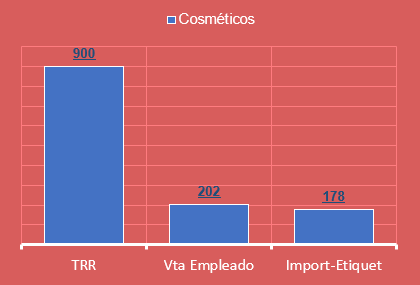 Cosméticos
900
202
178
TRR
Vta Empleado
Import-Etiquet